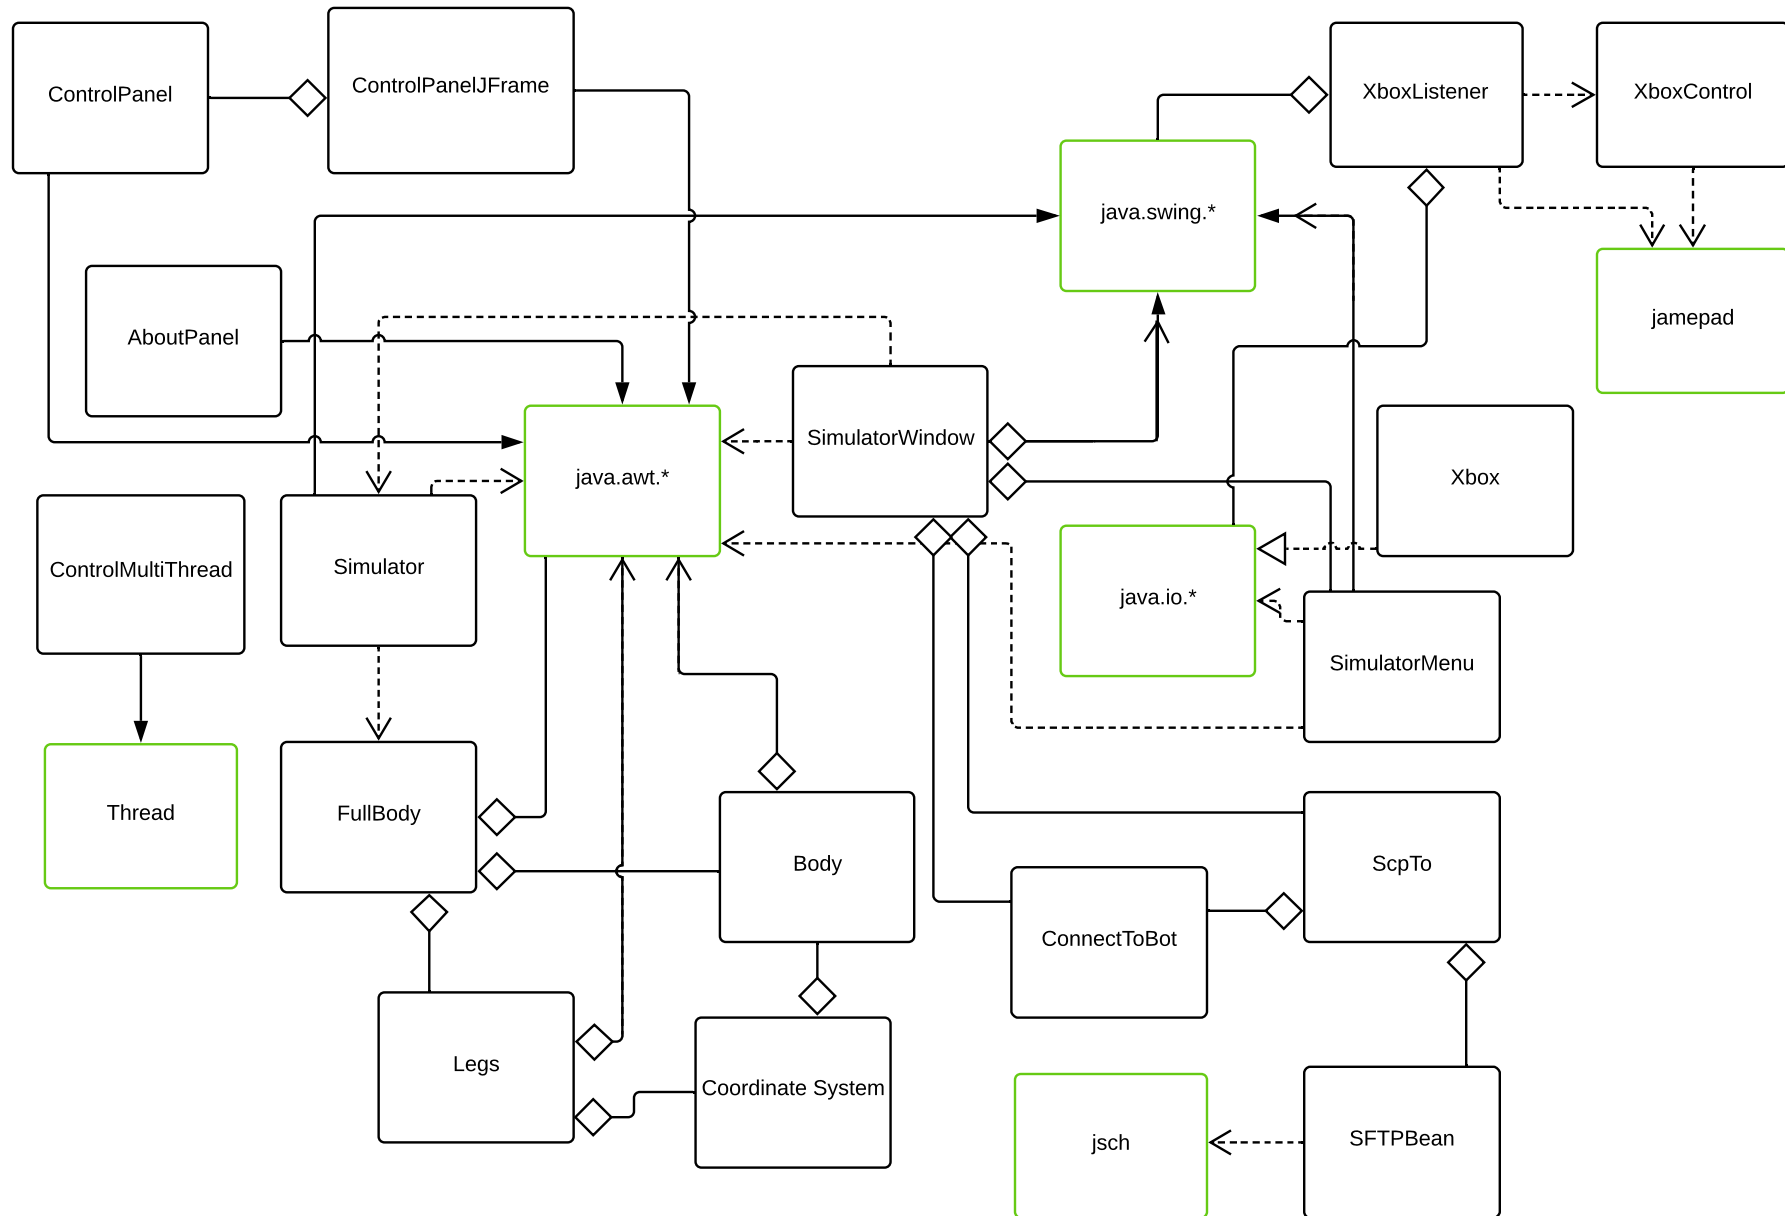 ControlPanel
ControlPanelJFrame
XboxListener
XboxControl
java.swing.*
jamepad
AboutPanel
SimulatorWindow
java.awt.*
Xbox
ControlMultiThread
Simulator
java.io.*
SimulatorMenu
Thread
FullBody
Body
ScpTo
ConnectToBot
Legs
Coordinate System
jsch
SFTPBean